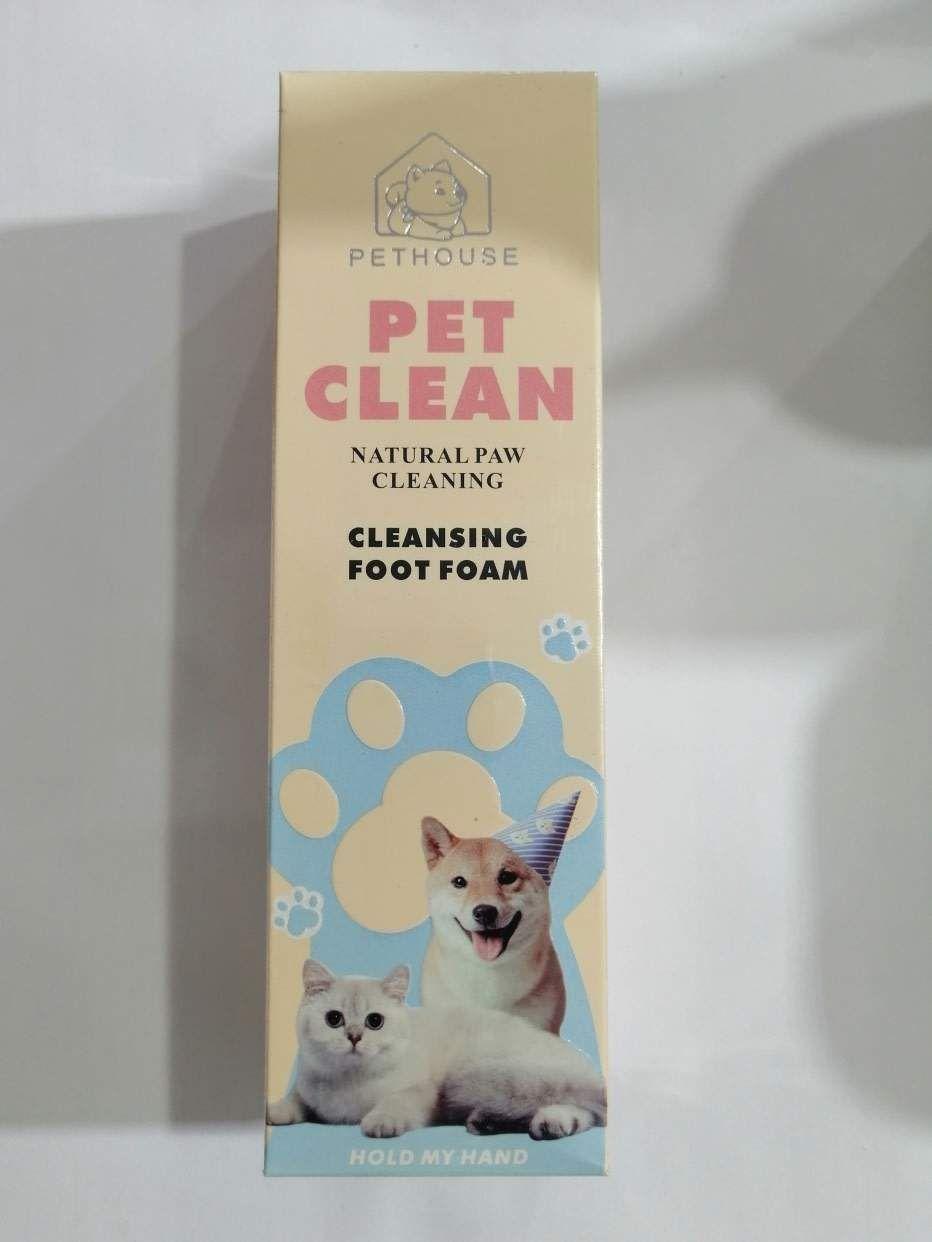 PETHOUSE
PET
CLEAN
NATURAL PAW
CLEANING
CLEANSING
FOOT FOAM
HOLD MY HAND